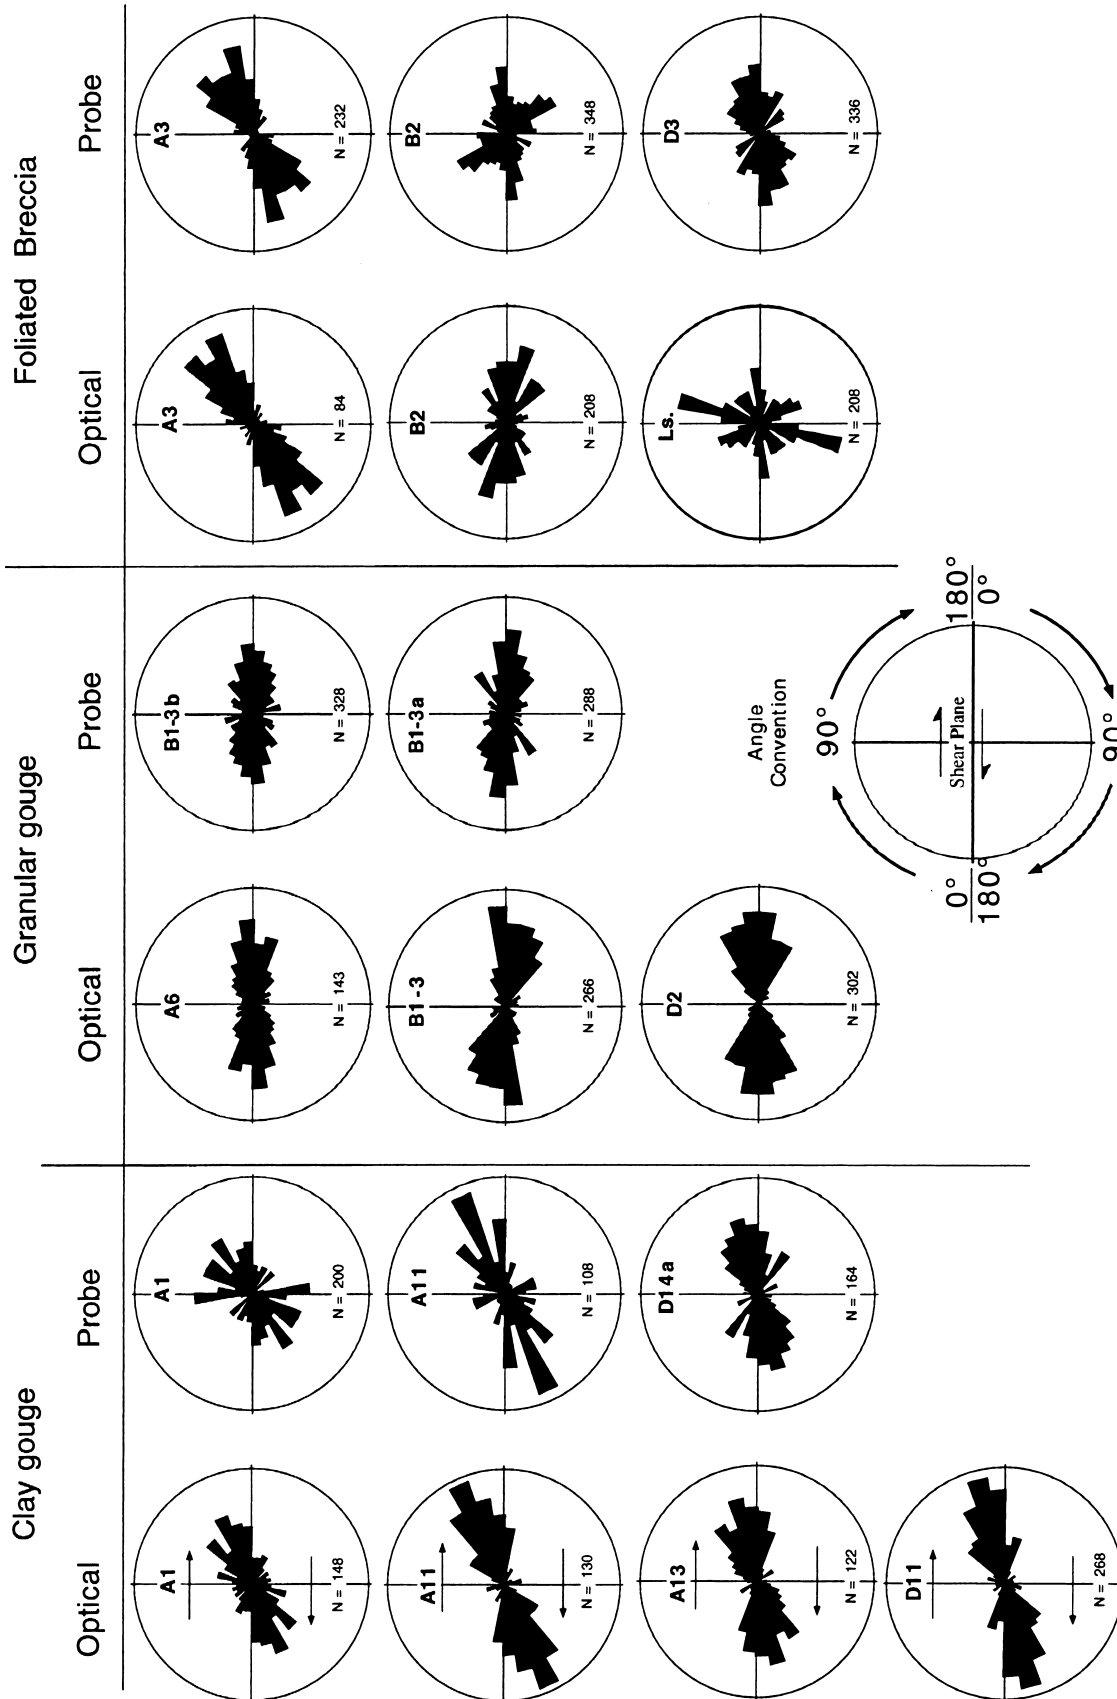 Clay gouge
Granular gouge
Foliated Breccia
Optical
Probe
Optical
Probe
Optical
Probe
A1
N = 148
A1
N = 200
A6
N = 143
B1-3b
N = 328
A3
N = 84
A3
N = 232
A11
N = 130
A11
N = 108
B1-3
N = 266
B1-3a
N = 288
B2
N = 208
B2
N = 348
A13
N = 122
D14a
N = 164
D2
N = 302
Ls.
N = 208
D3
N = 336
D11
N = 268
Angle
Convention
90°
0°
180°
Shear Plane
180°
0°
90°